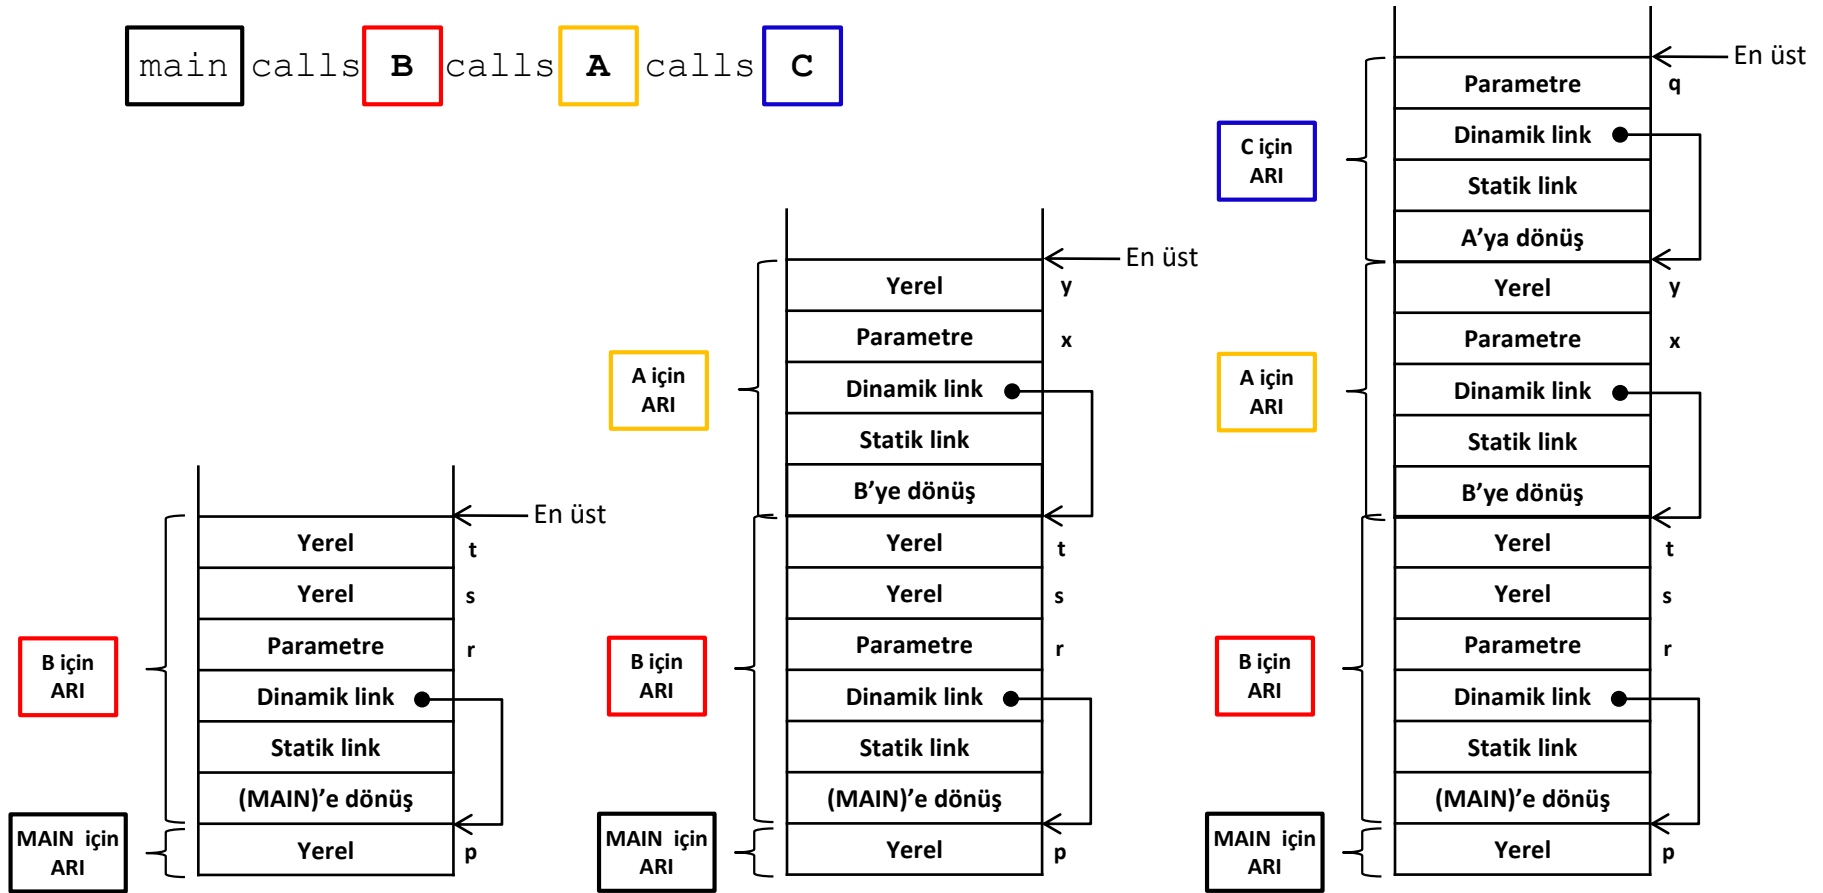 main calls B calls A calls C
En üst
Yerel t
Yerel s
Parametre r
Dinamik link
Statik link
(MAIN)'e dönüş
Yerel p
B için
ARI
MAIN için
ARI
En üst
Yerel y
Parametre x
Dinamik link
Statik link
B'ye dönüş
Yerel t
Yerel s
Parametre r
Dinamik link
Statik link
(MAIN)'e dönüş
Yerel p
A için
ARI
B için
ARI
MAIN için
ARI
En üst
Parametre q
Dinamik link
Statik link
A'ya dönüş
Yerel y
Parametre x
Dinamik link
Statik link
B'ye dönüş
Yerel t
Yerel s
Parametre r
Dinamik link
Statik link
(MAIN)'e dönüş
Yerel p
C için
ARI
A için
ARI
B için
ARI
MAIN için
ARI